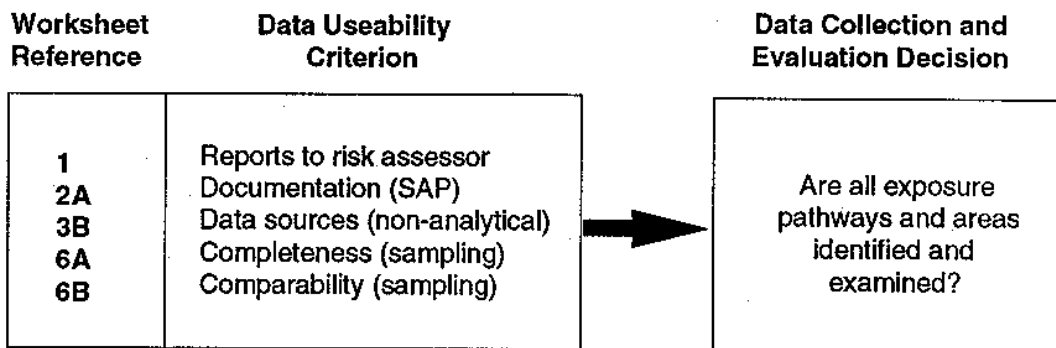 Worksheet Reference
Data Useability Criterion
Data Collection and Evaluation Decision
1 Reports to risk assessor
2A Documentation (SAP)
3B Data sources (non-analytical)
6A Completeness (sampling)
6B Comparability (sampling)
Are all exposure
pathways and areas
identified and
examined?